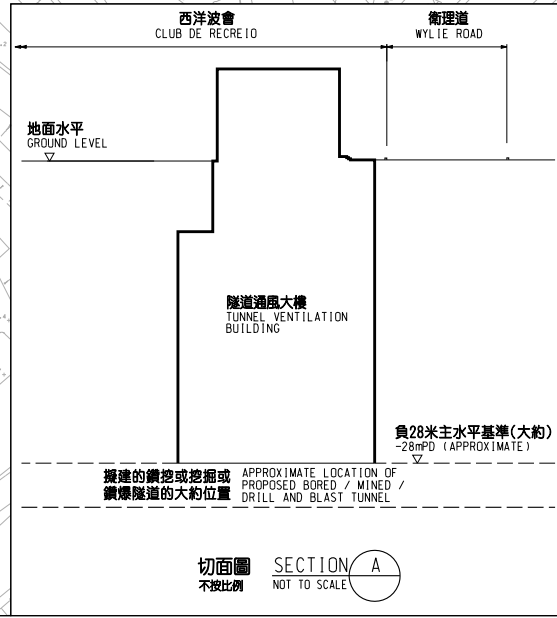 西洋波會
CLUB DE RECREIO
衛理道
WYLIE ROAD
地面水平
GROUND LEVEL
隧道通風大樓
TUNNEL VENTILATION
BUILDING
負28米主水平基準(大約)
-28mPD (APPROXIMATE)
擬建的鑽挖或挖掘或
鑽爆隧道的大約位置
APPROXIMATE LOCATION OF
PROPOSED BORED / MINED /
DRILL AND BLAST TUNNEL
切面圖
不按比例
SECTION A
NOT TO SCALE